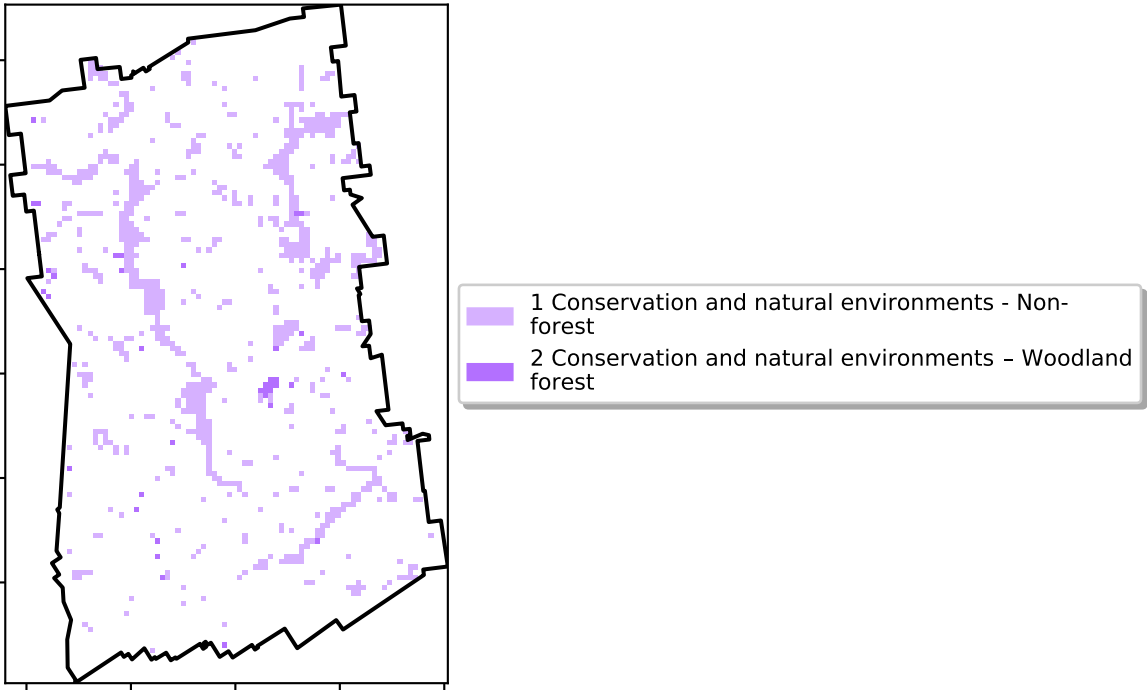 1 Conservation and natural environments - Non-
forest
2 Conservation and natural environments – Woodland
forest